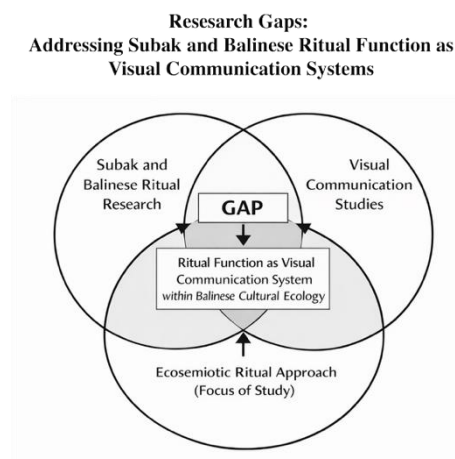 Resesarch Gaps:
Addressing Subak and Balinese Ritual Function as
Visual Communication Systems
Subak and
Balinese Ritual
Research
Visual
Communication
Studies
GAP
Ritual Function as Visual
Communication System
within Balinese Cultural Ecology
Ecosemiotic Ritual Approach
(Focus of Study)